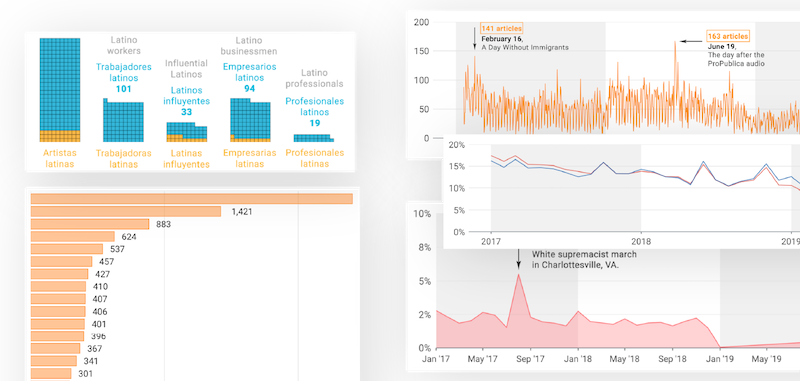 Latino
workers
Trabajadores
latinos
101
Influential
Latinos
Latinos
influyentes
33
Latino
businessmen
Empresarios
latinos
94
Latino
professionals
Profesionales
latinos
19
Artistas
latinas
Trabajadoras
latinas
Latinas
influyentes
Empresarias
latinas
Profesionales
latinas
1,421
883
624
537
457
427
410
407
406
401
396
367
341
301
200
150
100
50
0
141 articles
February 16,
A Day Without Immigrants
163 articles
June 19,
The day after the
ProPublica audio
20%
15%
10%
5%
0%
2017
2018
2019
10%
8%
5%
2%
0%
White supremacist march
in Charlottesville, VA.
Jan '17
May '17
Sep '17
Jan '18
May '18
Sep '18
Jan '19
May '19